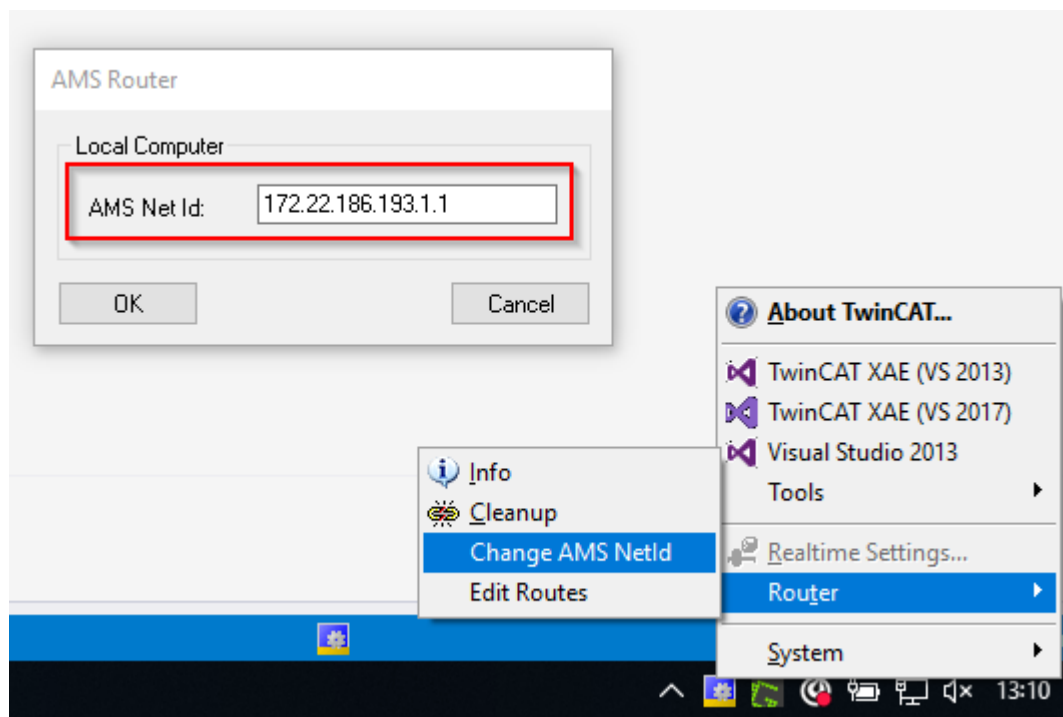 AMS Router
Local Computer
AMS Net Id:
172.22.186.193.1.1
OK
Cancel
About TwinCAT...
TwinCAT XAE (VS 2013)
TwinCAT XAE (VS 2017)
Visual Studio 2013
Tools
Realtime Settings...
Router
System
Info
Cleanup
Change AMS NetId
Edit Routes
13:10